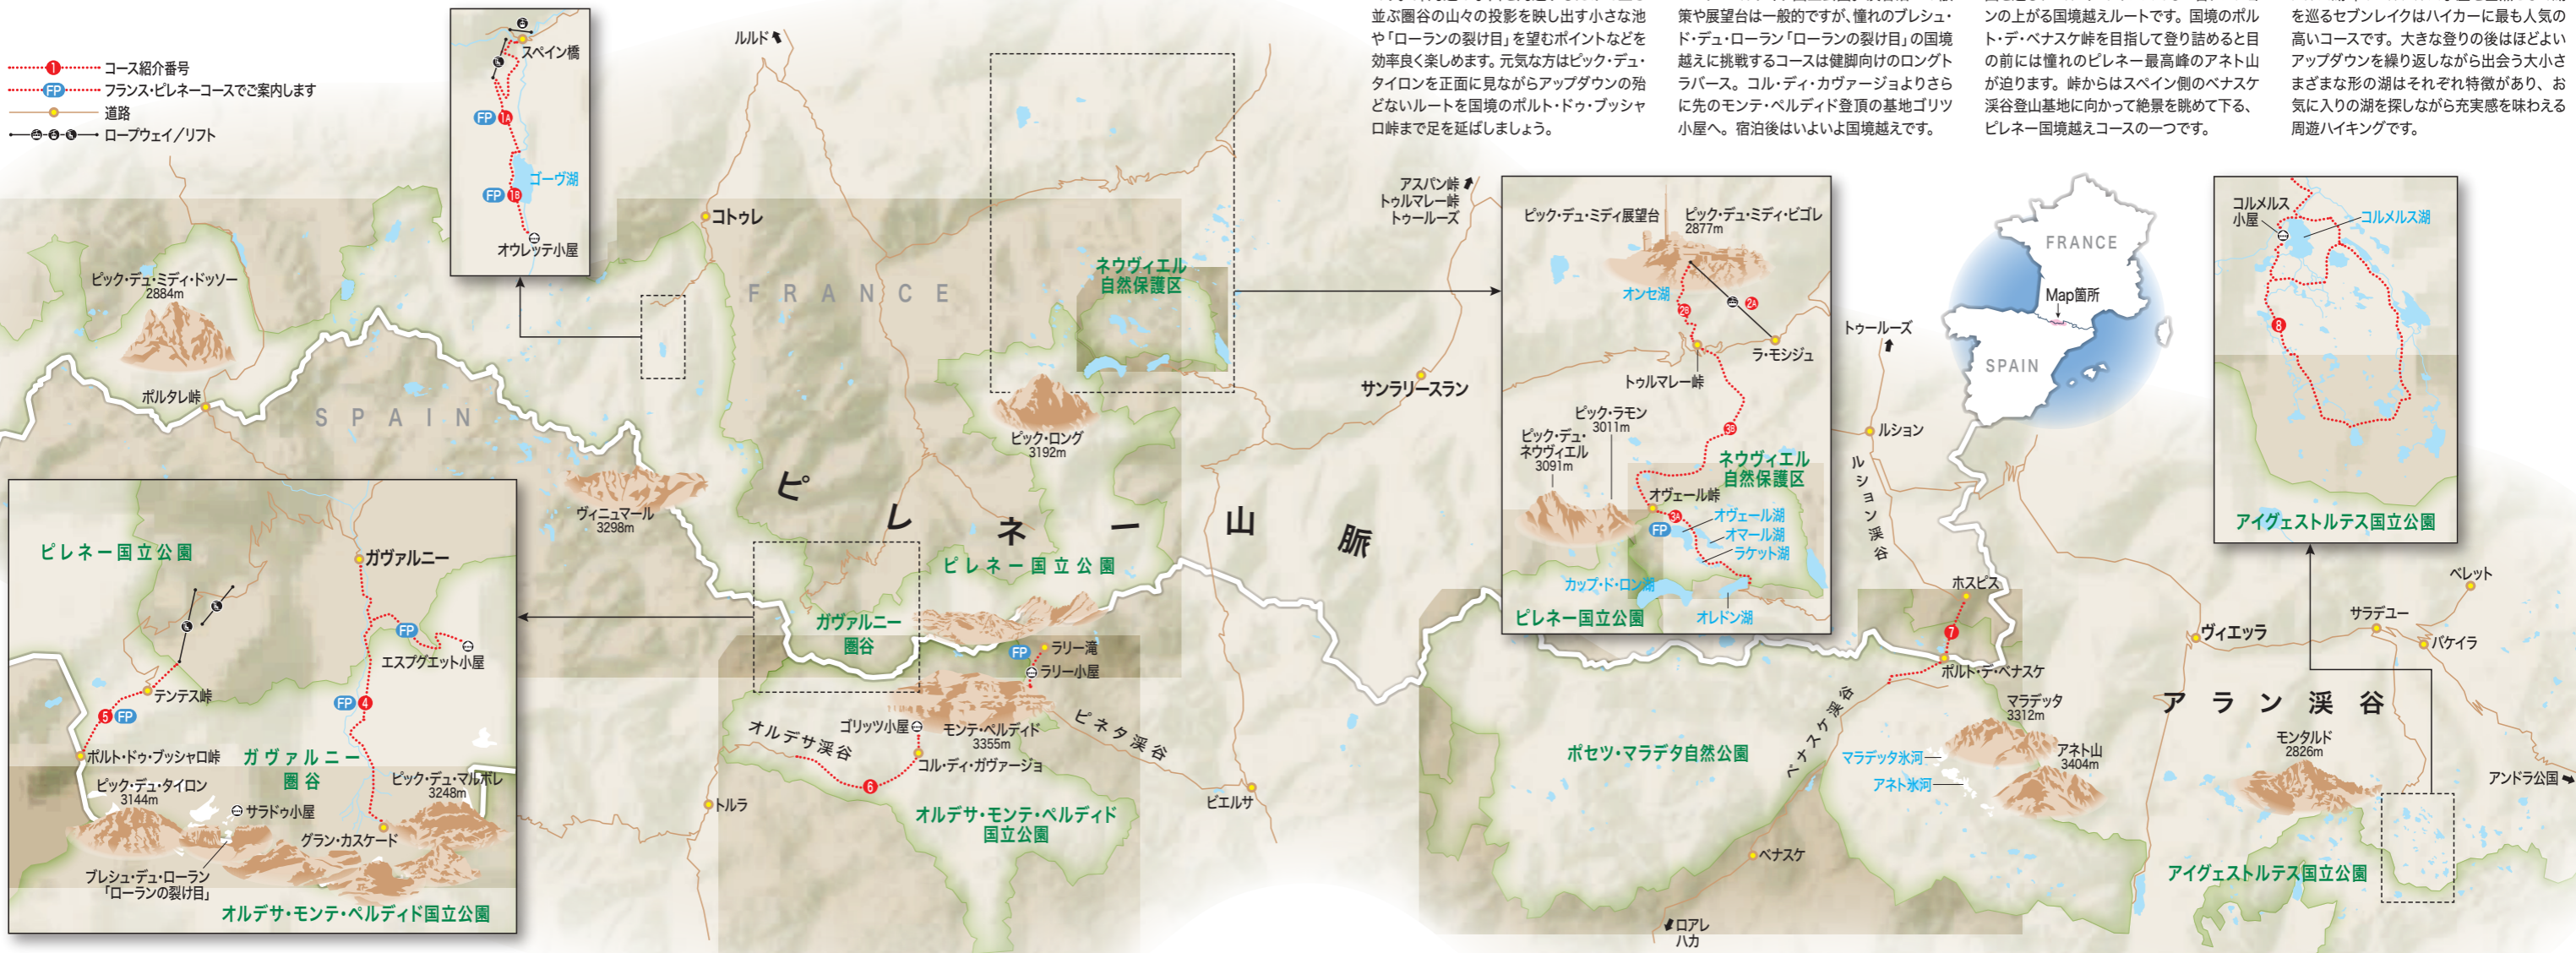 1 コース紹介番号
FP フランス・ピレネーコースでご案内します
道路
ロープウェイ／リフト
並ぶ圏谷の山々の投影を映し出す小さな池
や「ローランの裂け目」を望むポイントなどを
効率良く楽しめます。元気な方はピック・デュ・
タイロンを正面に見ながらアップダウンの殆
どないルートを国境のポルト・ドゥ・ブッシャ
ロ峠まで足を延ばしましょう。
策や展望台は一般的ですが、憧れのブレシュ・
ド・デュ・ローラン「ローランの裂け目」の国境
越えに挑戦するコースは健脚向けのロングト
ラバース。コル・ディ・カヴァージョよりさら
に先のモンテ・ペルディド登頂の基地ゴリツ
小屋へ。宿泊後はいよいよ国境越えです。
ンの上がる国境越えルートです。国境のポル
ト・デ・ベナスケ峠を目指して登り詰めると目
の前には憧れのピレネー最高峰のアネト山
が迫ります。峠からはスペイン側のベナスケ
渓谷登山基地に向かって絶景を眺めて下る、
ピレネー国境越えコースの一つです。
を巡るセブンレイクはハイカーに最も人気の
高いコースです。大きな登りの後はほどよい
アップダウンを繰り返しながら出会う大小さ
まざまな形の湖はそれぞれ特徴があり、お
気に入りの湖を探しながら充実感を味わえる
周遊ハイキングです。
スペイン橋
FP 1A
ゴーヴ湖
FP 1B
オウレッテ小屋
ルルド
コトゥレ
FRANCE
SPAIN
ピック・デュ・ミディ・ドッソー
2884m
ポルタレ峠
ヴィニュマール
3298m
ネウヴィエル
自然保護区
ピック・ロング
3192m
ピレネー山脈
ピレネー国立公園
ガヴァルニー
圏谷
アスパン峠
トゥルマレー峠
トゥールーズ
サンラリースラン
FP
ラリー滝
ラリー小屋
モンテ・ペルディド
3355m
ゴリッツ小屋
コル・ディ・ガヴァージョ
オルデサ渓谷
6
ピネタ渓谷
トルラ
ビエルサ
オルデサ・モンテ・ペルディド
国立公園
ピレネー国立公園
ガヴァルニー
FP
エスプグエット小屋
テンテス峠
5 FP
FP 4
ポルト・ドゥ・ブッシャロ峠
ガヴァルニー
圏谷
ピック・デュ・タイロン
3144m
サラドゥ小屋
ピック・デュ・マルボレ
3248m
グラン・カスケード
ブレシュ・デュ・ローラン
「ローランの裂け目」
オルデサ・モンテ・ペルディド国立公園
ピック・デュ・ミディ展望台
ピック・デュ・ミディ・ビゴレ
2877m
オンセ湖
2A
2B
ラ・モンジュ
トゥルマレー峠
3B
ピック・ラモン
3011m
ピック・デュ・
ネウヴィエル
3091m
ネウヴィエル
自然保護区
オヴェール峠
3A
FP
オヴェール湖
オマール湖
ラケット湖
カップ・ド・ロン湖
オレドン湖
ピレネー国立公園
トゥールーズ
ルション
ルション渓谷
FRANCE
Map箇所
SPAIN
ホスピス
7
ポルト・デ・ベナスケ
ベナスケ渓谷
ポセツ・マラデタ自然公園
マラデッタ
3312m
マラデッタ氷河
アネト氷河
アネト山
3404m
ベナスケ
ロアレ
ハカ
コルメルス
小屋
コルメルス湖
8
アイグェストルテス国立公園
ベレット
サラデュー
バケイラ
ヴィエッラ
アラン渓谷
モンタルド
2826m
アンドラ公国
アイグェストルテス国立公園